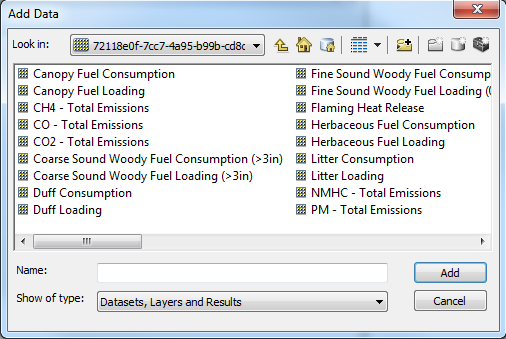 Add Data
Look in:
72118e0f-7cc7-4a95-b99b-cd8c
Canopy Fuel Consumption
Canopy Fuel Loading
CH4 - Total Emissions
CO - Total Emissions
CO2 - Total Emissions
Coarse Sound Woody Fuel Consumption (>3in)
Coarse Sound Woody Fuel Loading (>3in)
Duff Consumption
Duff Loading
Fine Sound Woody Fuel Consump
Fine Sound Woody Fuel Loading (0
Flaming Heat Release
Herbaceous Fuel Consumption
Herbaceous Fuel Loading
Litter Consumption
Litter Loading
NMHC - Total Emissions
PM - Total Emissions
Name:
Add
Show of type:
Datasets, Layers and Results
Cancel